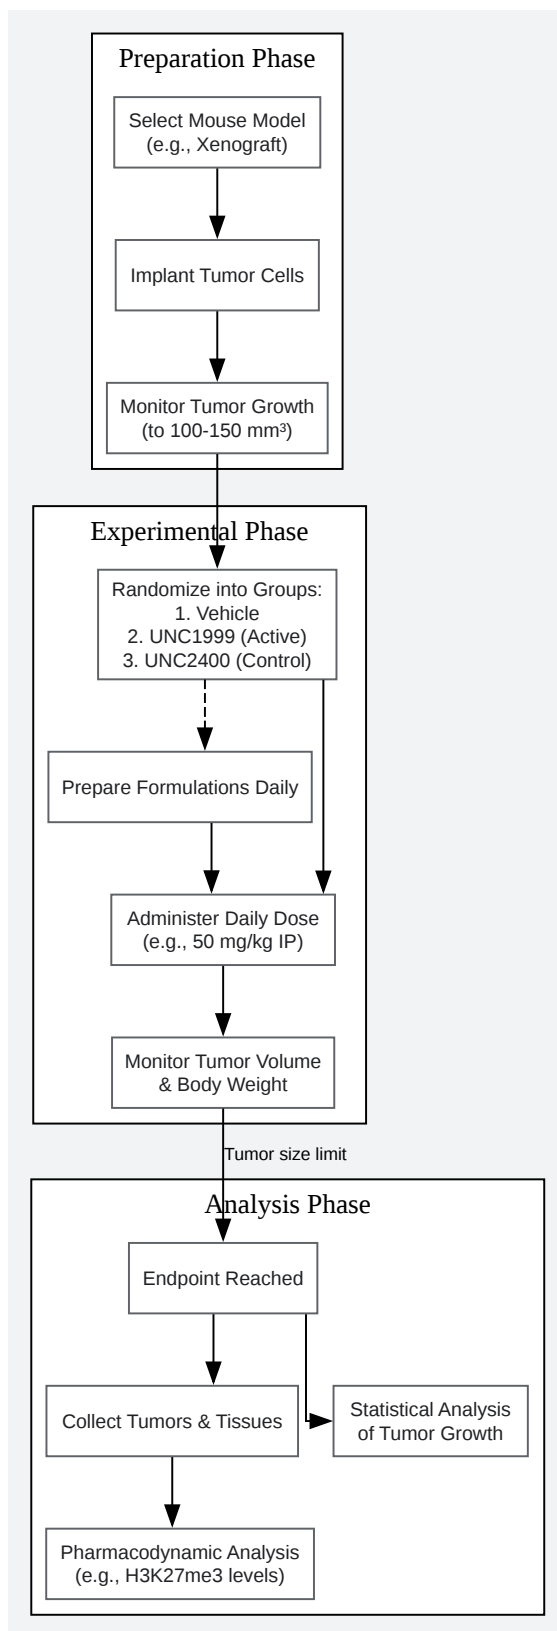 Preparation Phase
Select Mouse Model
(e.g., Xenograft)
Implant Tumor Cells
Monitor Tumor Growth
(to 100-150 mm³)
Experimental Phase
Randomize into Groups:
1. Vehicle
2. UNC1999 (Active)
3. UNC2400 (Control)
Prepare Formulations Daily
Administer Daily Dose
(e.g., 50 mg/kg IP)
Monitor Tumor Volume
& Body Weight
Tumor size limit
Analysis Phase
Endpoint Reached
Collect Tumors & Tissues
Statistical Analysis
of Tumor Growth
Pharmacodynamic Analysis
(e.g., H3K27me3 levels)